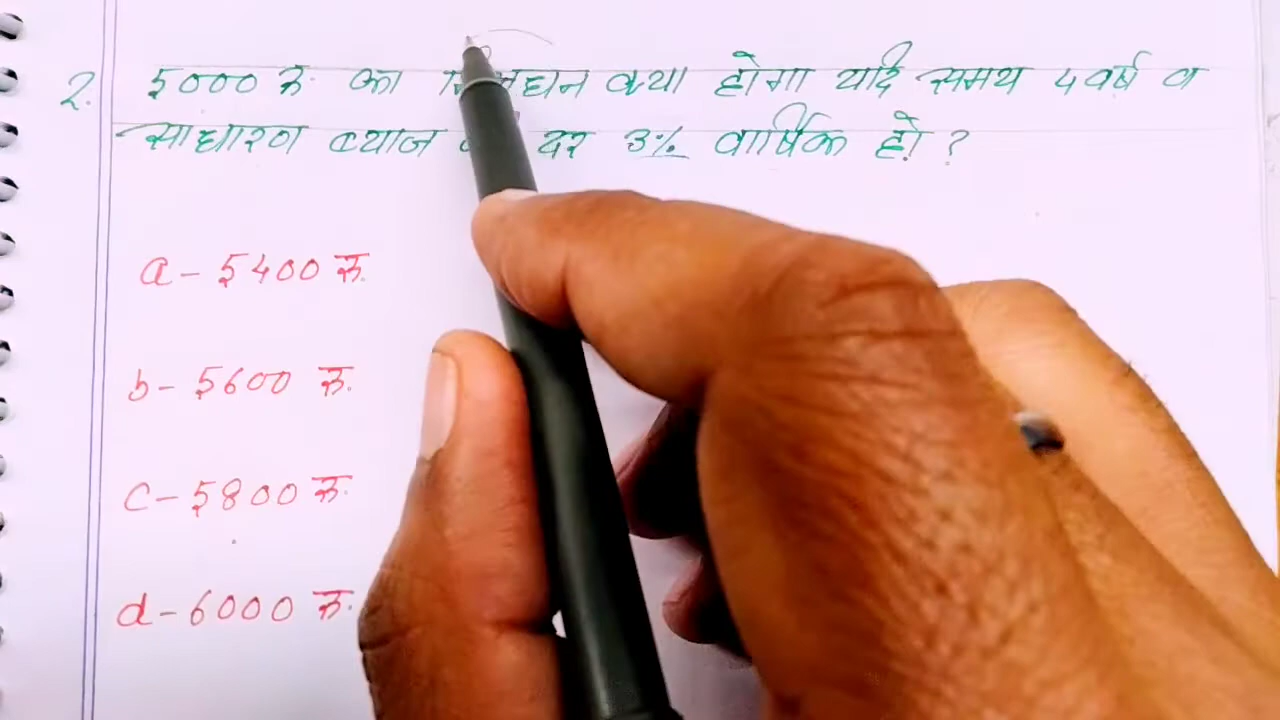 2. 5000 रु. का क्या होगा यदि समय 4 वर्ष व
साधारण ब्याज दर 3% वार्षिक हो ?
a - 5400 रु.
b - 5600 रु.
c - 5800 रु.
d - 6000 रु.